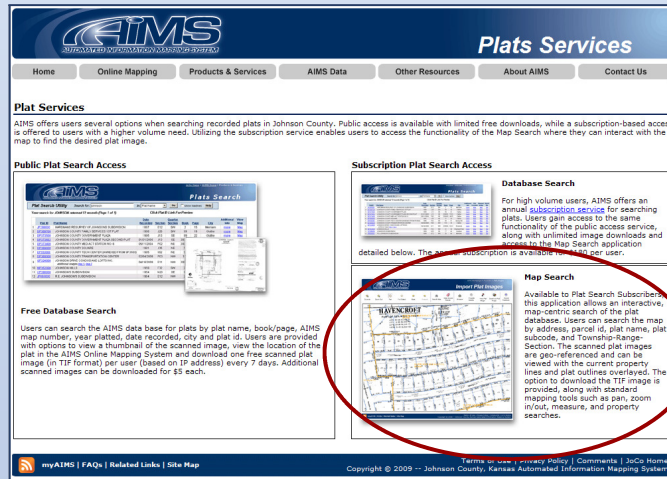 AIMS
AUTOMATED INFORMATION MAPPING SYSTEM
Plats Services
Home
Online Mapping
Products & Services
AIMS Data
Other Resources
About AIMS
Contact Us
Plat Services
AIMS offers users several options when searching recorded plats in Johnson County. Public access is available with limited free downloads, while a subscription-based acce
is offered to users with a higher volume need. Utilizing the subscription service enables users to access the functionality of the Map Search where they can interact with the
map to find the desired plat image.
Public Plat Search Access
Plats Search
Plat Search Utility
Free Database Search
Users can search the AIMS data base for plats by plat name, book/page, AIMS
map number, year platted, date recorded, city and plat id. Users are provided
with options to view a thumbnail of the scanned image, view the location of the
plat in the AIMS Online Mapping System and download one free scanned plat
image (in TIF format) per user (based on IP address) every 7 days. Additional
scanned images can be downloaded for $5 each.
Subscription Plat Search Access
Database Search
For high volume users, AIMS offers an
annual subscription service for searching
plats. Users gain access to the same
functionality of the public access service,
along with unlimited image downloads and
access to the Map Search application
detailed below. The annual subscription is available for per user.
Import Plat Images
HAVENCROFT
Map Search
Available to Plat Search Subscribers,
this application allows an interactive,
map-centric search of the plat
database. Users can search the map
by address, parcel id, plat name, plat
subcode, and Township-Range-
Section. The scanned plat images
are geo-referenced and can be
viewed with the current property
lines and plat outlines overlayed. The
option to download the TIF image is
provided, along with standard
mapping tools such as pan, zoom
in/out, measure, and property
searches.
myAIMS | FAQs | Related Links | Site Map
Terms of Use | Privacy Policy | Comments | JoCo Home
Copyright © 2009 -- Johnson County, Kansas Automated Information Mapping System